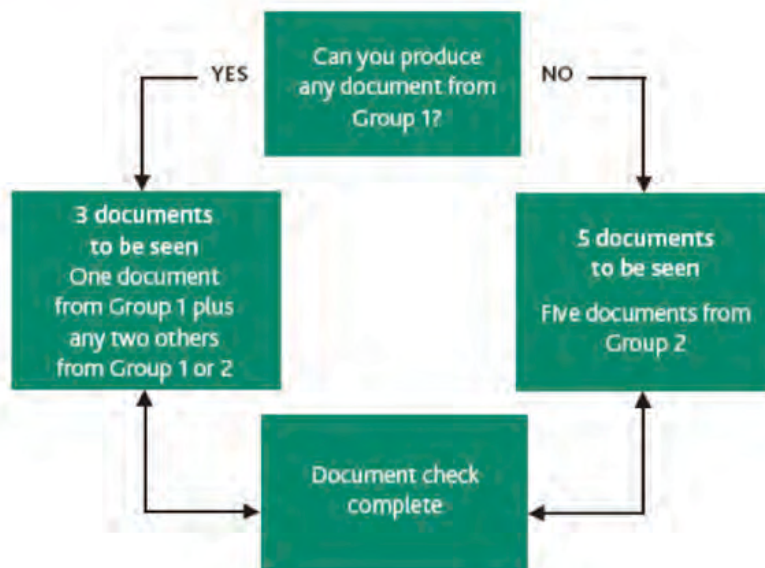 Can you produce
any document from
Group 1?
YES
NO
3 documents
to be seen
One document
from Group 1 plus
any two others
from Group 1 or 2
5 documents
to be seen
Five documents from
Group 2
Document check
complete